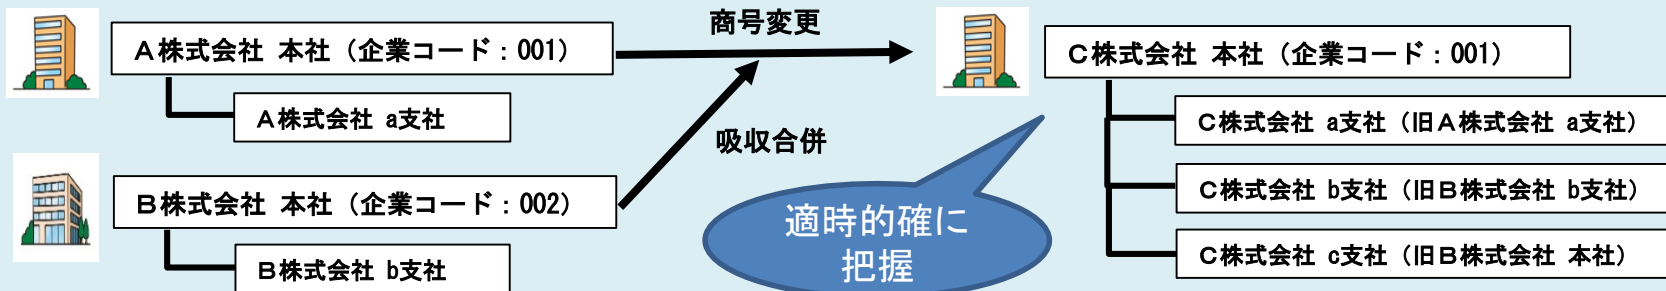 A株式会社 本社（企業コード：001）
A株式会社 a支社
B株式会社 本社（企業コード：002）
B株式会社 b支社
商号変更
吸収合併
適時的確に
把握
C株式会社 本社（企業コード：001）
C株式会社 a支社（旧A株式会社 a支社）
C株式会社 b支社（旧B株式会社 b支社）
C株式会社 c支社（旧B株式会社 本社）